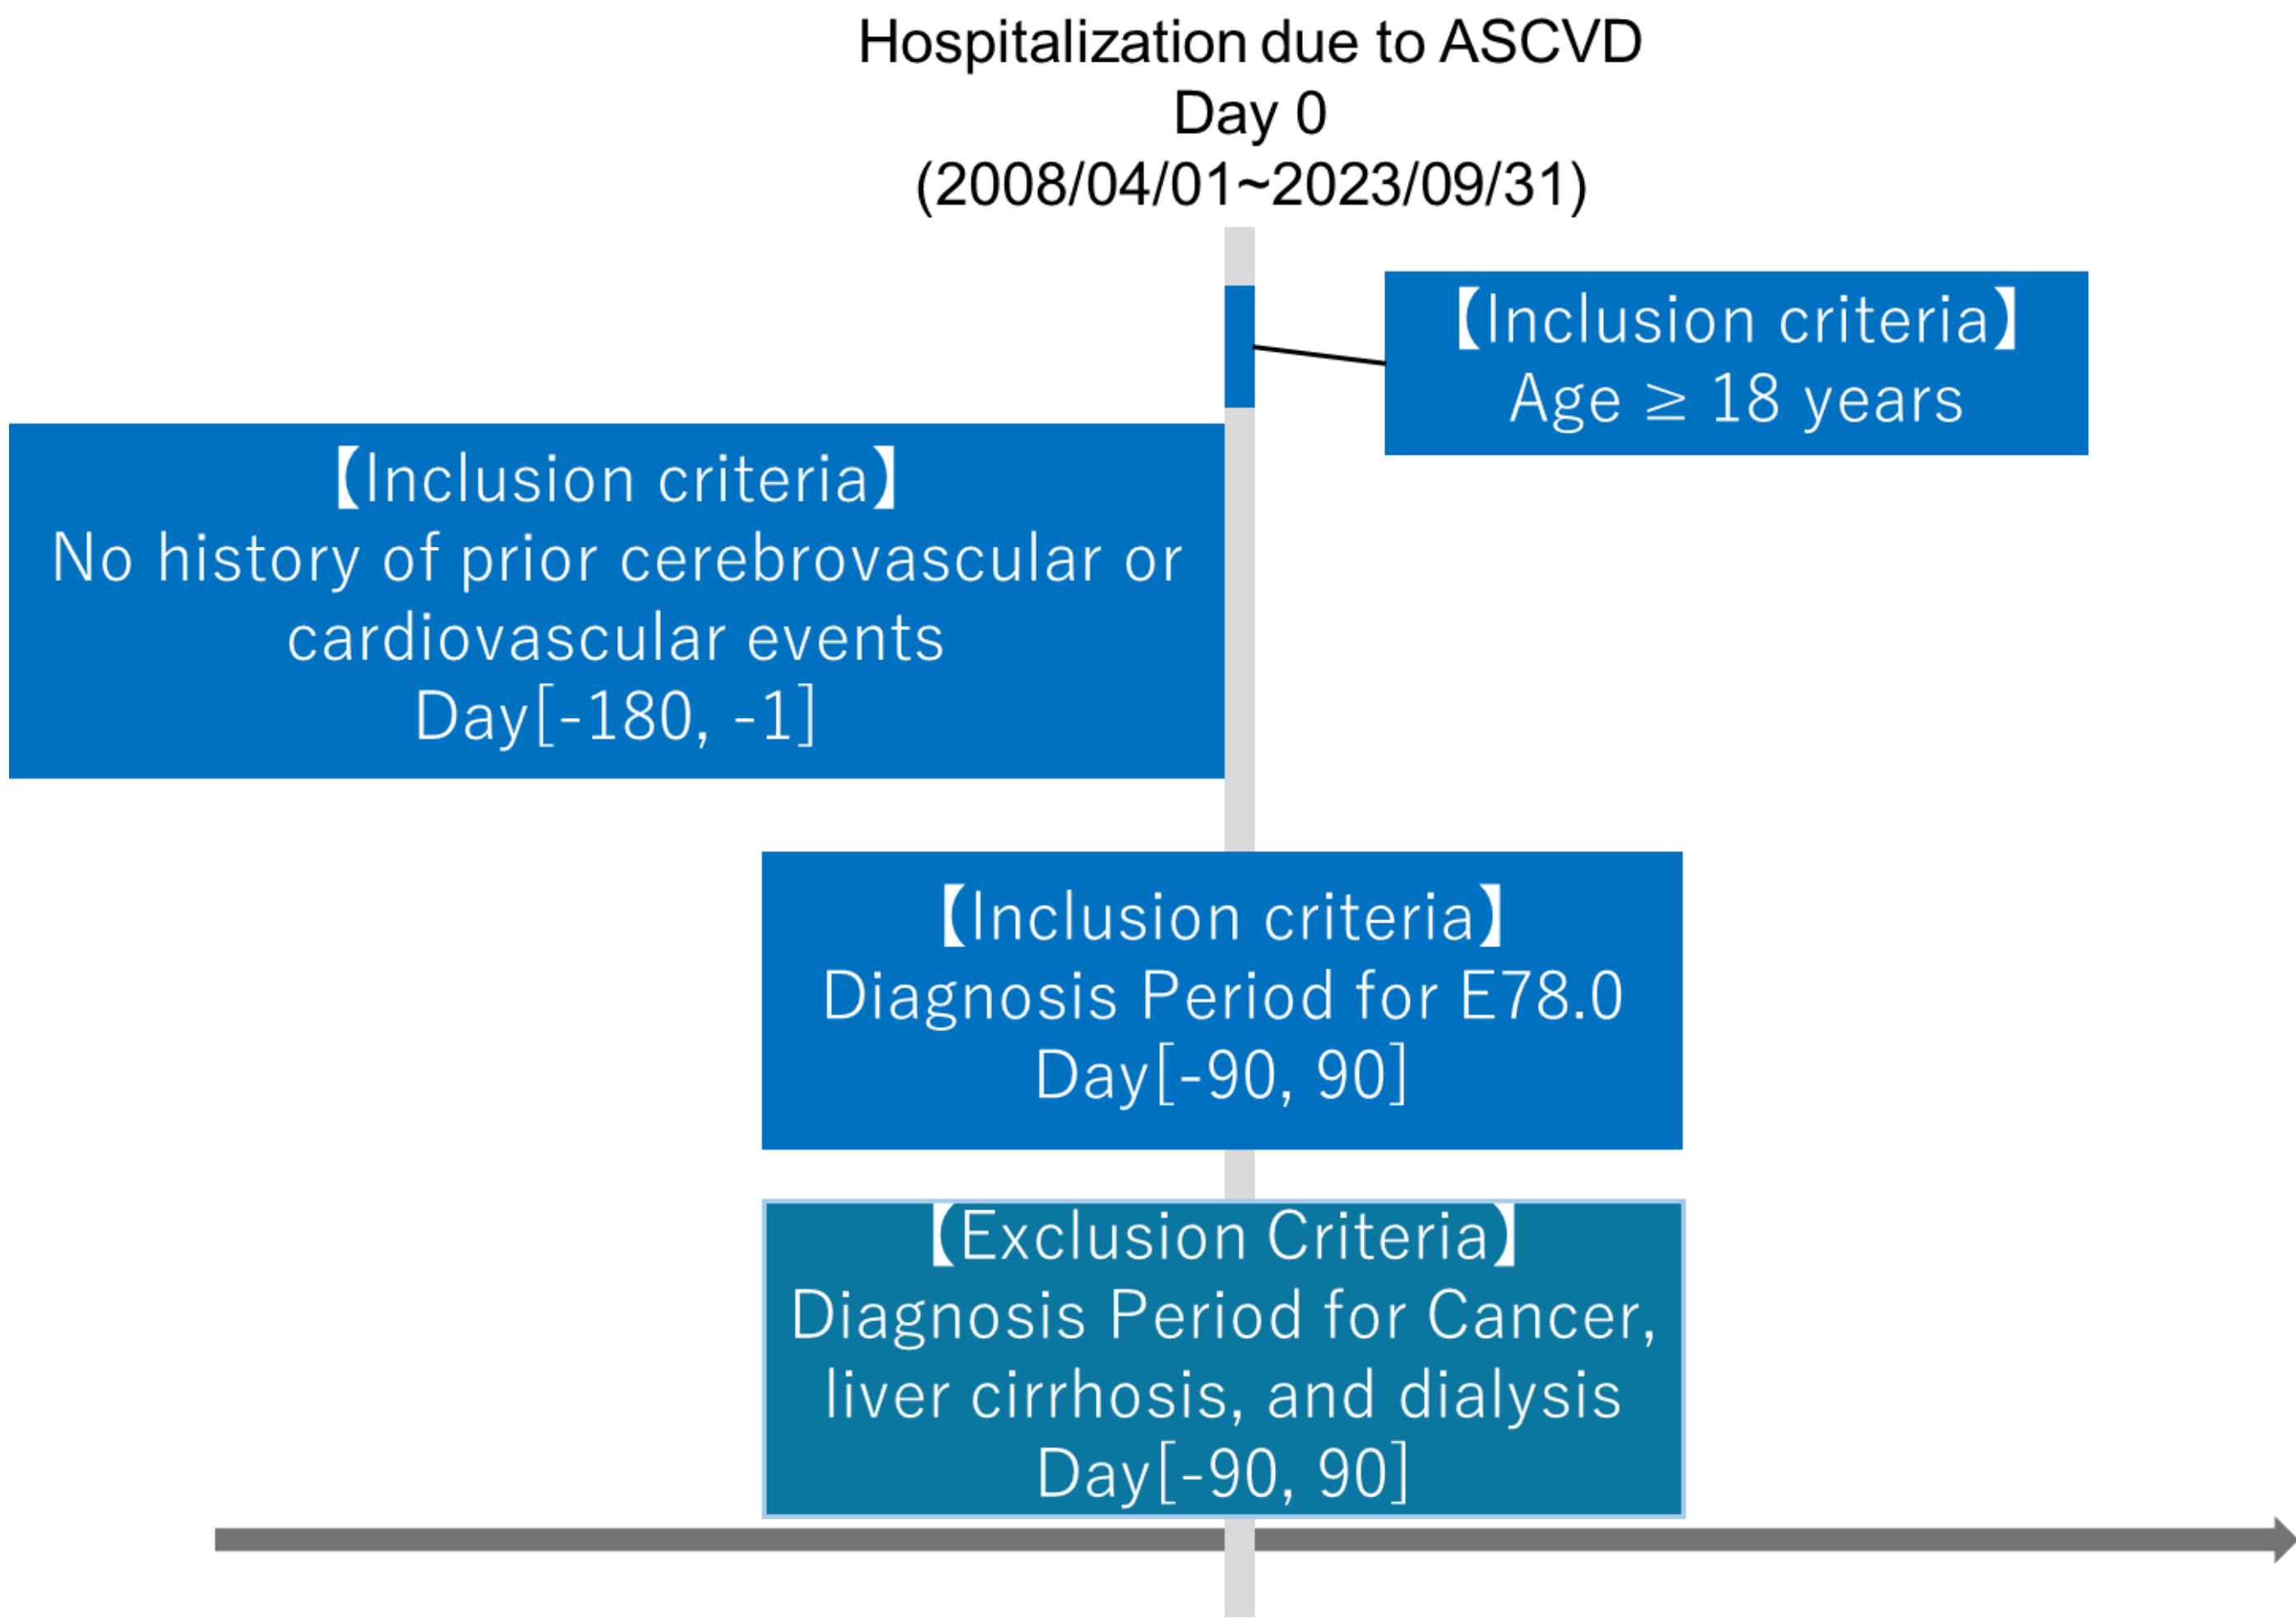 Hospitalization due to ASCVD
Day 0
(2008/04/01~2023/09/31)
【Inclusion criteria】
Age ≥ 18 years
【Inclusion criteria】
No history of prior cerebrovascular or
cardiovascular events
Day[-180, -1]
【Inclusion criteria】
Diagnosis Period for E78.0
Day[-90, 90]
【Exclusion Criteria】
Diagnosis Period for Cancer,
liver cirrhosis, and dialysis
Day[-90, 90]